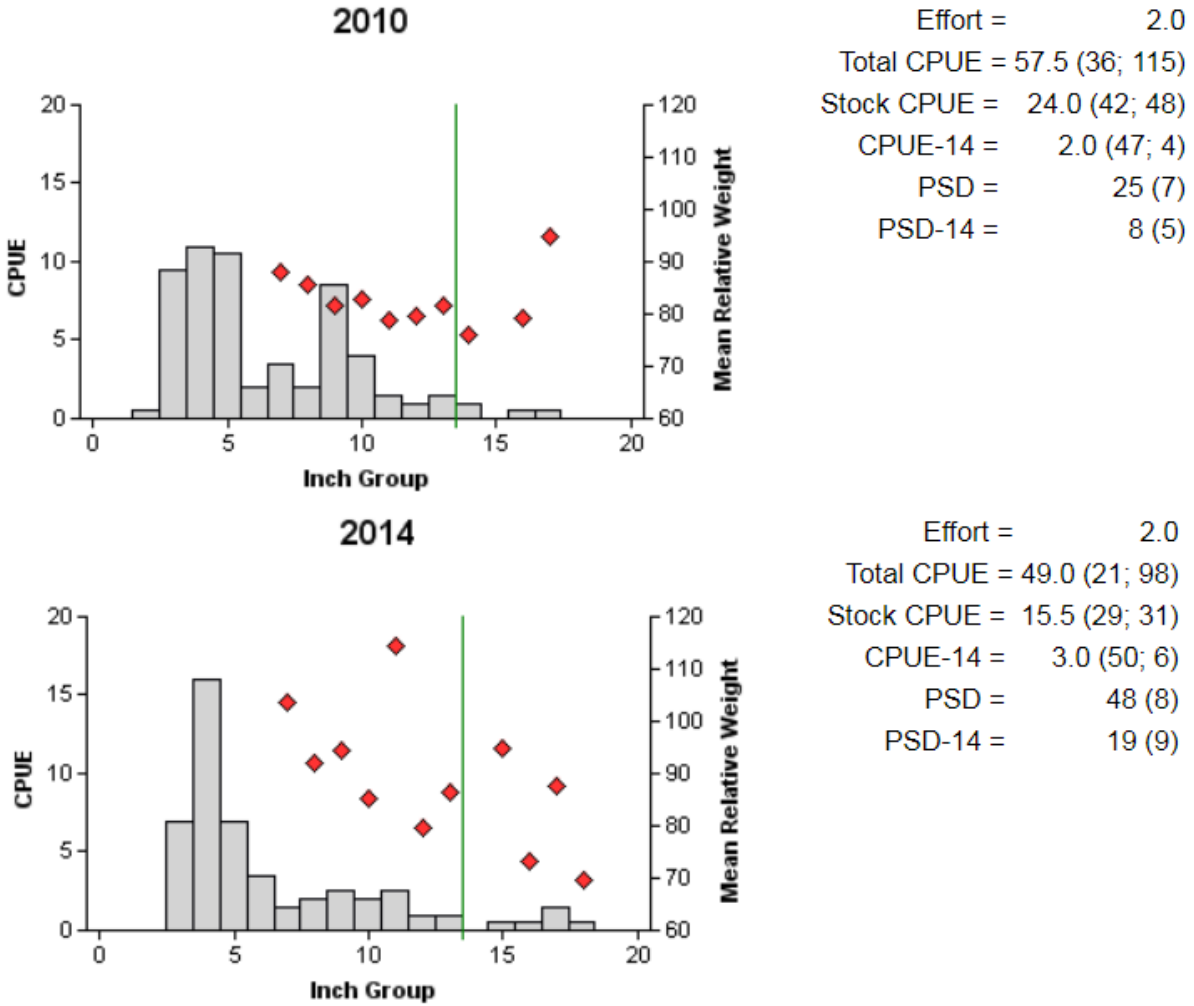 2010
Effort = 2.0
Total CPUE = 57.5 (36; 115)
Stock CPUE = 24.0 (42; 48)
CPUE-14 = 2.0 (47; 4)
PSD = 25 (7)
PSD-14 = 8 (5)
20
15
10
5
0
CPUE
120
110
100
90
80
70
60
Mean Relative Weight
0 5 10 15 20
Inch Group
2014
Effort = 2.0
Total CPUE = 49.0 (21; 98)
Stock CPUE = 15.5 (29; 31)
CPUE-14 = 3.0 (50; 6)
PSD = 48 (8)
PSD-14 = 19 (9)
20
15
10
5
0
CPUE
120
110
100
90
80
70
60
Mean Relative Weight
0 5 10 15 20
Inch Group